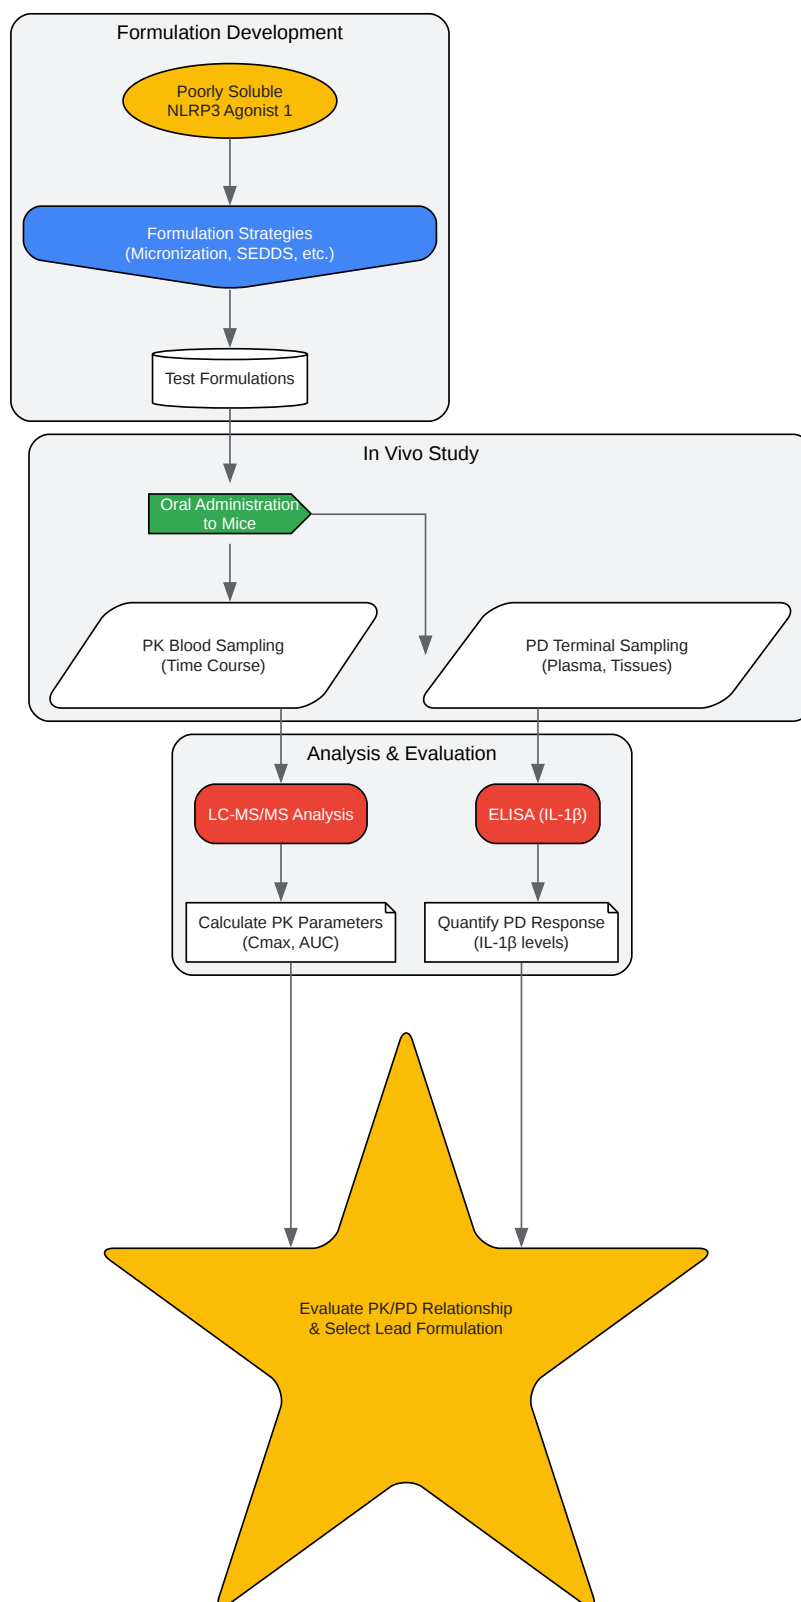 Formulation Development
Poorly Soluble
NLRP3 Agonist 1
Formulation Strategies
(Micronization, SEDDS, etc.)
Test Formulations
In Vivo Study
Oral Administration
to Mice
PK Blood Sampling
(Time Course)
PD Terminal Sampling
(Plasma, Tissues)
Analysis & Evaluation
LC-MS/MS Analysis
ELISA (IL-1β)
Calculate PK Parameters
(Cmax, AUC)
Quantify PD Response
(IL-1β levels)
Evaluate PK/PD Relationship
& Select Lead Formulation